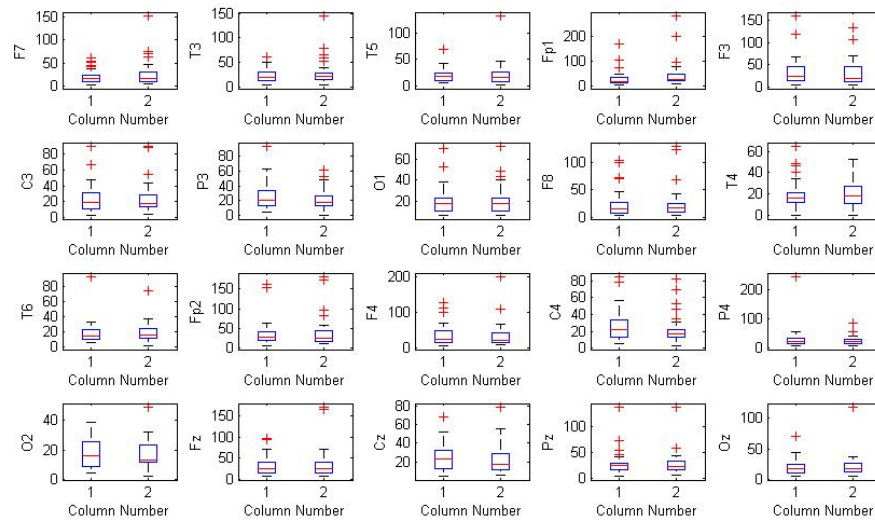 F7 150 100 50 0 1 2 Column Number
T3 150 100 50 0 1 2 Column Number
T5 150 100 50 0 1 2 Column Number
Fp1 250 200 150 100 50 0 1 2 Column Number
F3 150 100 50 0 1 2 Column Number
C3 80 60 40 20 0 1 2 Column Number
P3 80 60 40 20 0 1 2 Column Number
O1 60 40 20 1 2 Column Number
F8 100 50 0 1 2 Column Number
T4 60 40 20 0 1 2 Column Number
T6 80 60 40 20 0 1 2 Column Number
Fp2 150 100 50 0 1 2 Column Number
F4 200 100 0 1 2 Column Number
C4 80 60 40 20 0 1 2 Column Number
P4 200 100 0 1 2 Column Number
O2 40 20 0 1 2 Column Number
Fz 150 100 50 0 1 2 Column Number
Cz 80 60 40 20 1 2 Column Number
Pz 100 50 0 1 2 Column Number
Oz 100 50 0 1 2 Column Number